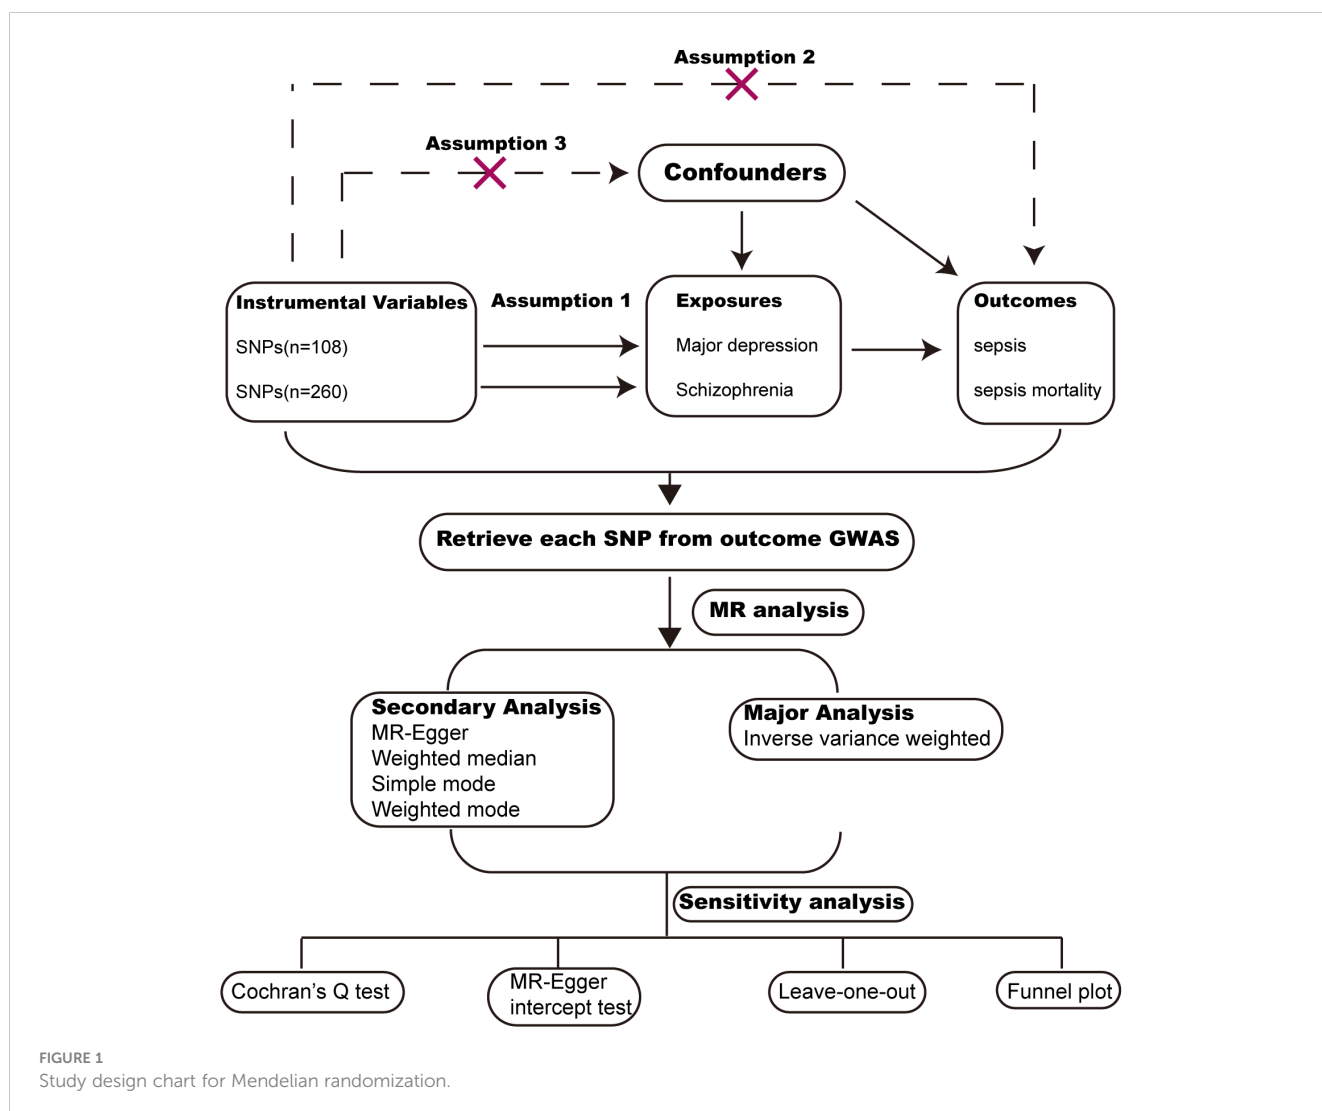 Assumption 2
Assumption 3
Confounders
Instrumental Variables
SNPs(n=108)
SNPs(n=260)
Assumption 1
Exposures
Major depression
Schizophrenia
Outcomes
sepsis
sepsis mortality
Retrieve each SNP from outcome GWAS
MR analysis
Secondary Analysis
MR-Egger
Weighted median
Simple mode
Weighted mode
Major Analysis
Inverse variance weighted
Sensitivity analysis
Cochran's Q test
MR-Egger
intercept test
Leave-one-out
Funnel plot
FIGURE 1
Study design chart for Mendelian randomization.